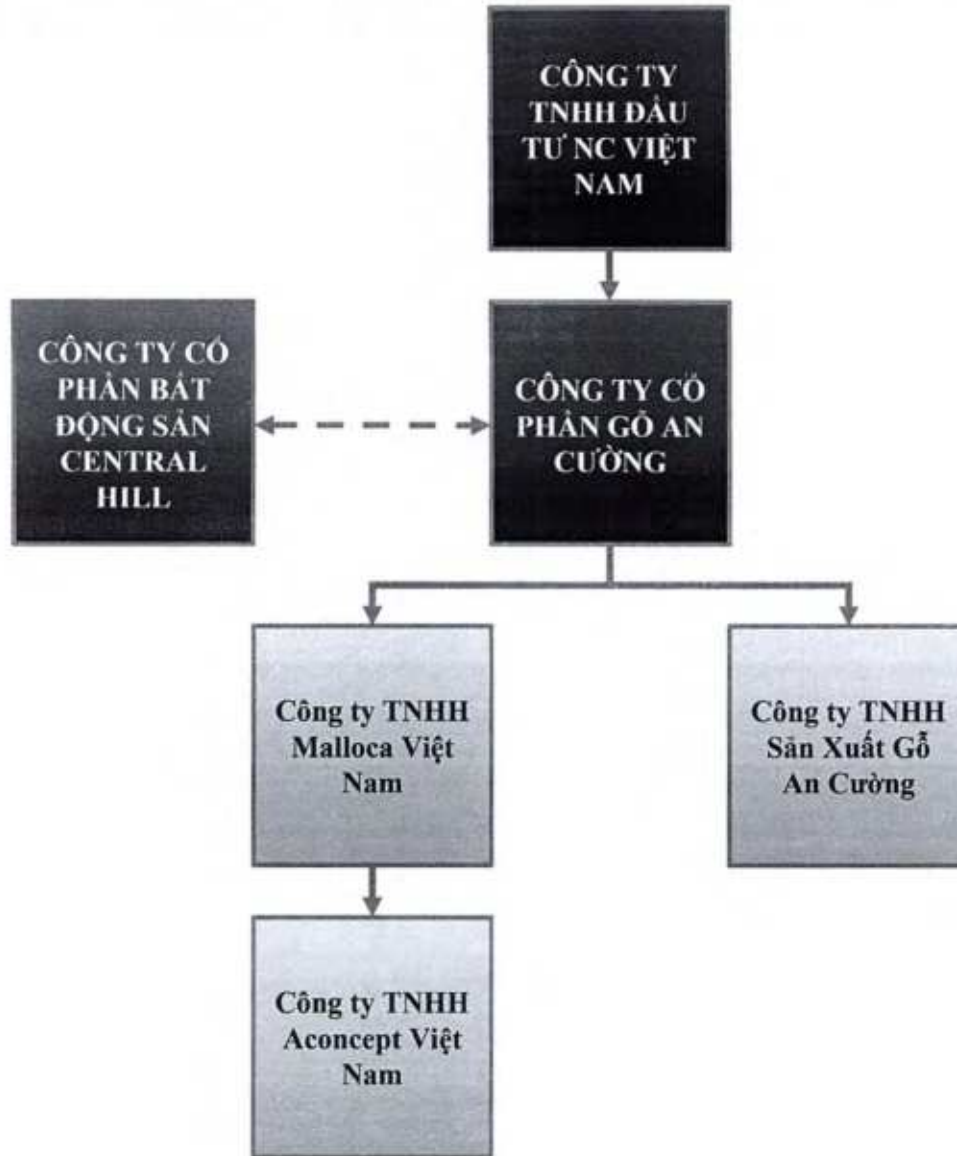 CÔNG TY
TNHH ĐẦU
TƯ NC VIỆT
NAM
CÔNG TY CỔ
PHẦN BẤT
ĐỘNG SẢN
CENTRAL
HILL
CÔNG TY CỔ
PHẦN GỖ AN
CƯỜNG
Công ty TNHH
Malloca Việt
Nam
Công ty TNHH
Sản Xuất Gỗ
An Cường
Công ty TNHH
Aconcept Việt
Nam